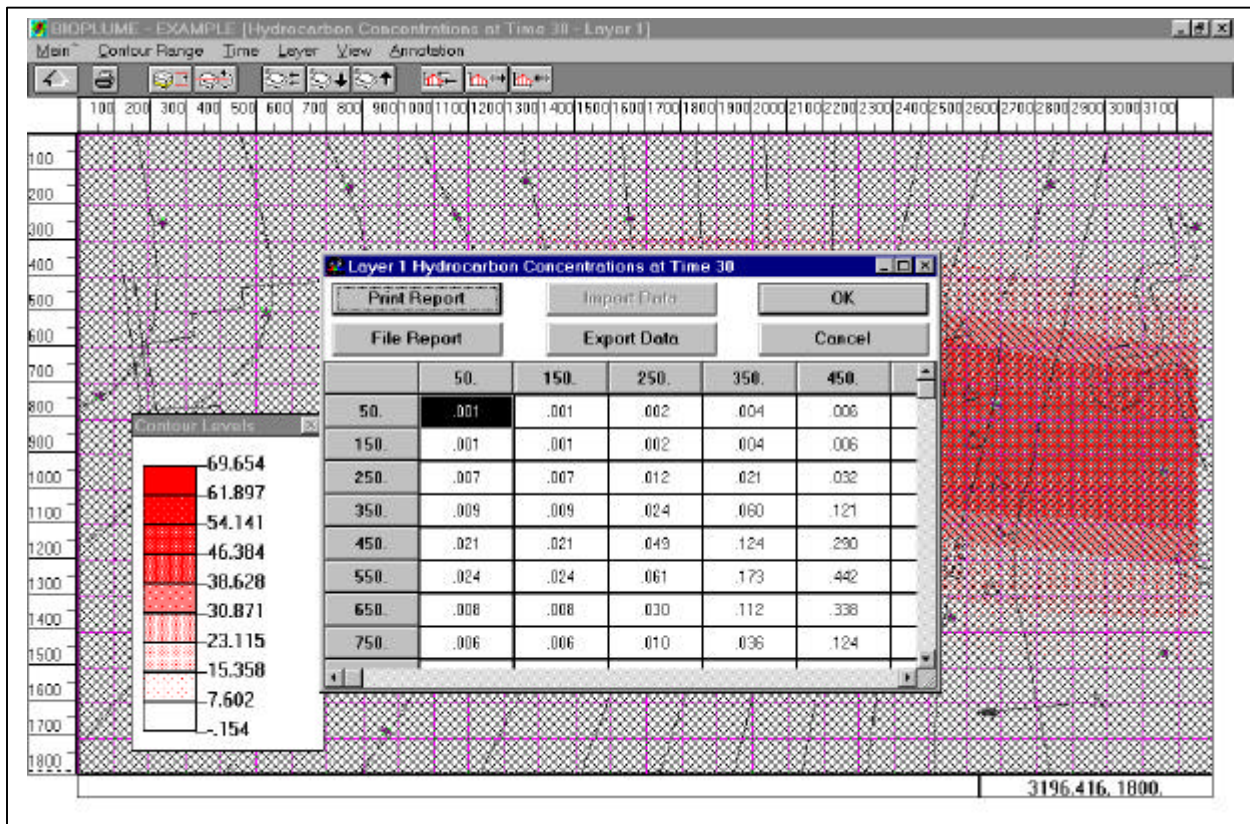 BIOPLUME - EXAMPLE [Hydrocarbon Concentrations at Time 30 - Layer 1]
Main Contour Range Time Layer View Annotation
100 200 300 400 500 600 700 800 900 1000 1100 1200 1300 1400 1500 1600 1700 1800 1900 2000 2100 2200 2300 2400 2500 2600 2700 2800 2900 3000 3100
100
200
300
400
500
600
700
800
900
1000
1100
1200
1300
1400
1500
1600
1700
1800
Layer 1 Hydrocarbon Concentrations at Time 30
Print Report Import Data OK
File Report Export Data Cancel
50. 150. 250. 350. 450.
50. .001 .001 .002 .004 .006
150. .001 .001 .002 .004 .006
250. .007 .007 .012 .021 .032
350. .009 .009 .024 .060 .121
450. .021 .021 .049 .124 .290
550. .024 .024 .061 .173 .442
650. .008 .008 .030 .112 .338
750. .006 .006 .010 .036 .124
Contour Levels
69.654
61.897
54.141
46.384
38.628
30.871
23.115
15.358
7.602
-.154
3196.416, 1800.